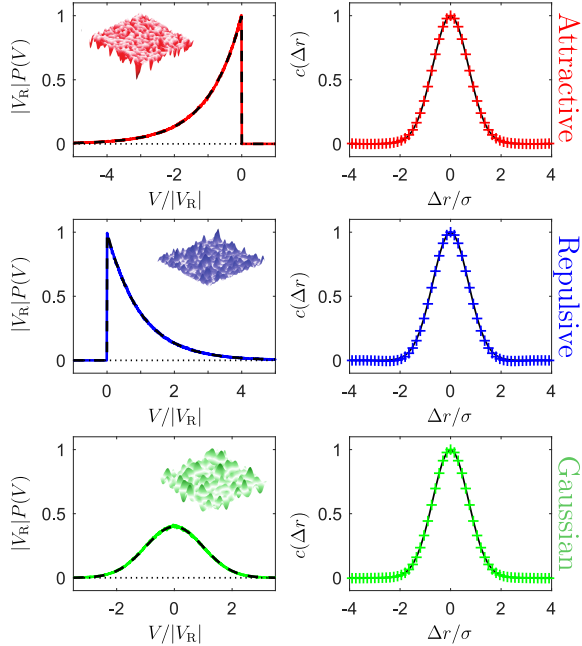 |V_R|P(V)
1
0.5
0
-4
-2
0
V/|V_R|
c(Δr)
1
0.5
0
-4
-2
0
2
4
Δr/σ
Attractive
|V_R|P(V)
1
0.5
0
0
2
4
V/|V_R|
c(Δr)
1
0.5
0
-4
-2
0
2
4
Δr/σ
Repulsive
|V_R|P(V)
1
0.5
0
-2
0
2
V/|V_R|
c(Δr)
1
0.5
0
-4
-2
0
2
4
Δr/σ
Gaussian